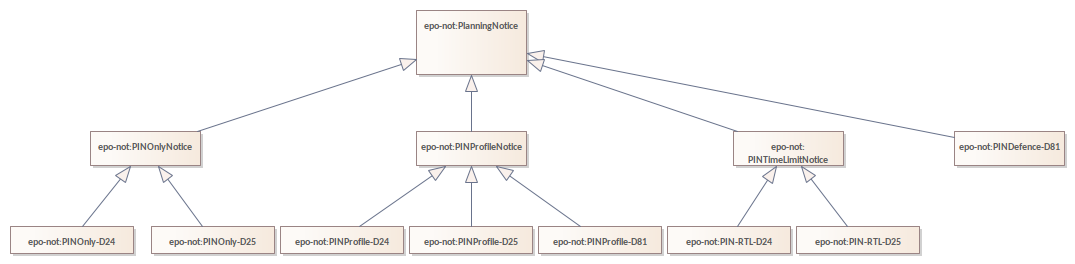 epo-not:PlanningNotice
epo-not:PINOnlyNotice
epo-not:PINProfileNotice
epo-not:
PINTimeLimitNotice
epo-not:PINDefence-D81
epo-not:PINOnly-D24
epo-not:PINOnly-D25
epo-not:PINProfile-D24
epo-not:PINProfile-D25
epo-not:PINProfile-D81
epo-not:PIN-RTL-D24
epo-not:PIN-RTL-D25